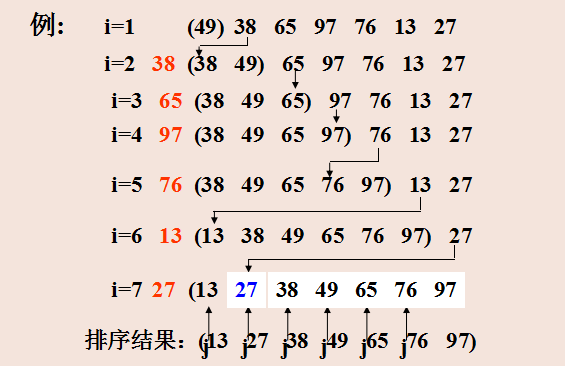 例： i=1 (49) 38 65 97 76 13 27
i=2 38 (38 49) 65 97 76 13 27
i=3 65 (38 49 65) 97 76 13 27
i=4 97 (38 49 65 97) 76 13 27
i=5 76 (38 49 65 76 97) 13 27
i=6 13 (13 38 49 65 76 97) 27
i=7 27 (13 27 38 49 65 76 97
排序结果：(13 27 38 49 65 76 97)
j j j j j j